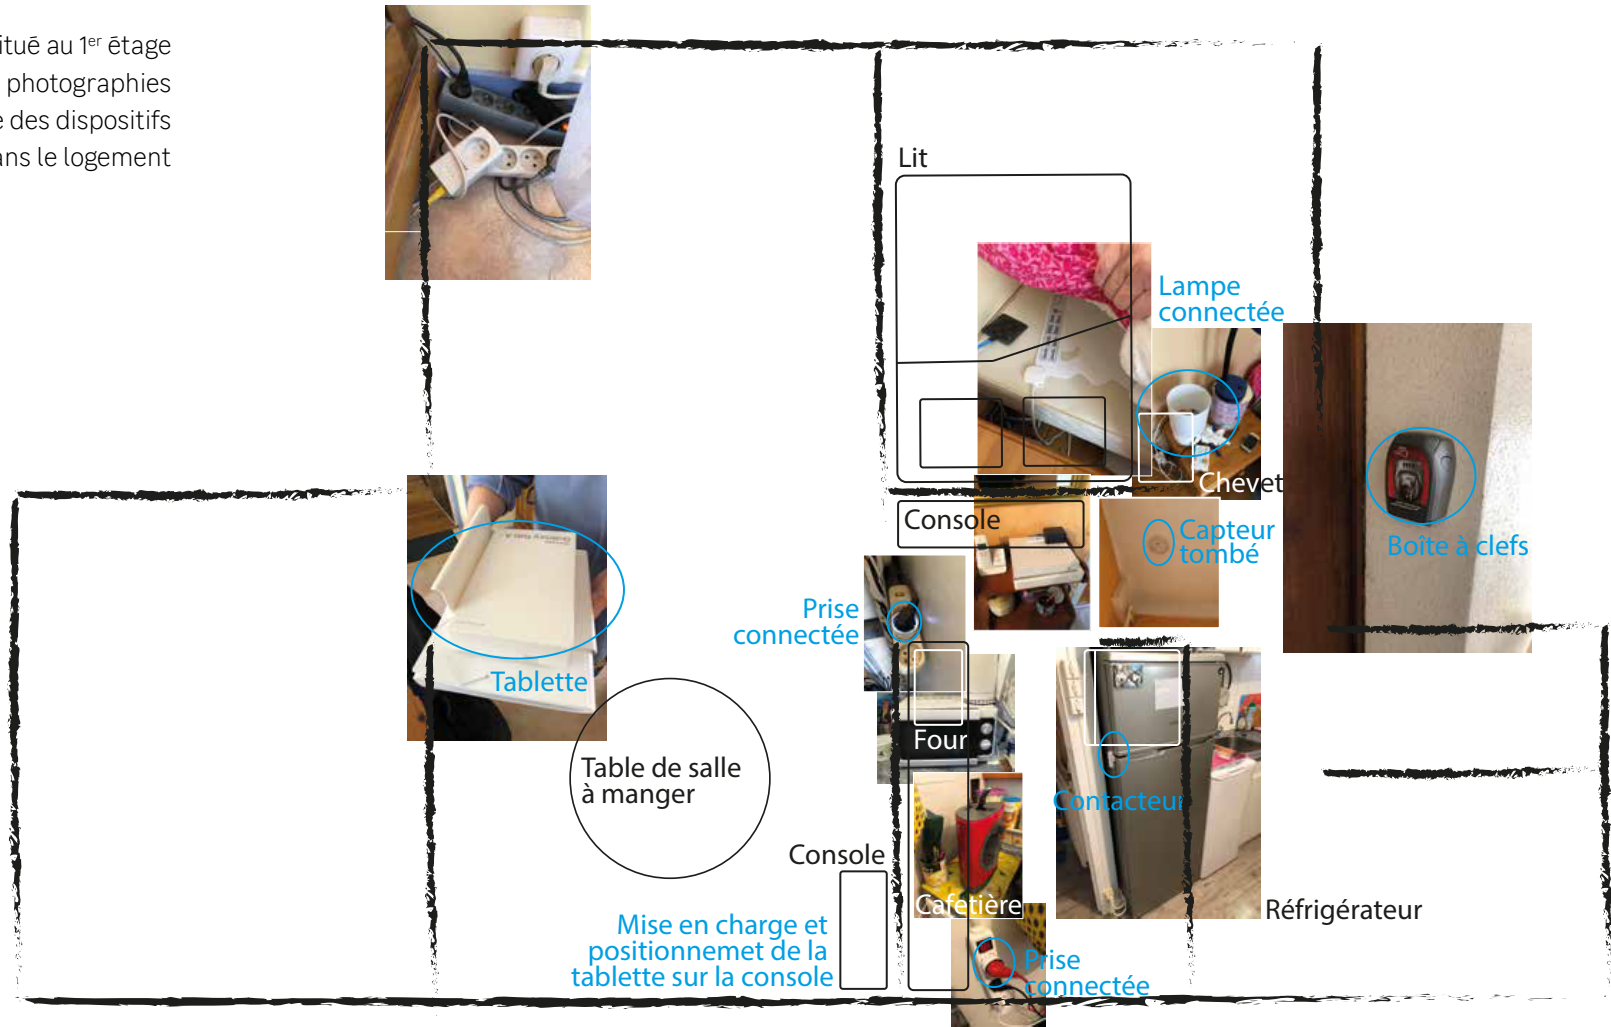 itué au 1er étage
photographies
e des dispositifs
ans le logement
Lit
Lampe
connectée
Chevet
Console
Capteur
tombé
Boîte à clefs
Prise
connectée
Galaxy Tab A
Tablette
Four
Table de salle
à manger
Contacteur
Console
Cafetière
Réfrigérateur
Mise en charge et
positionnemet de la
tablette sur la console
Prise
connectée